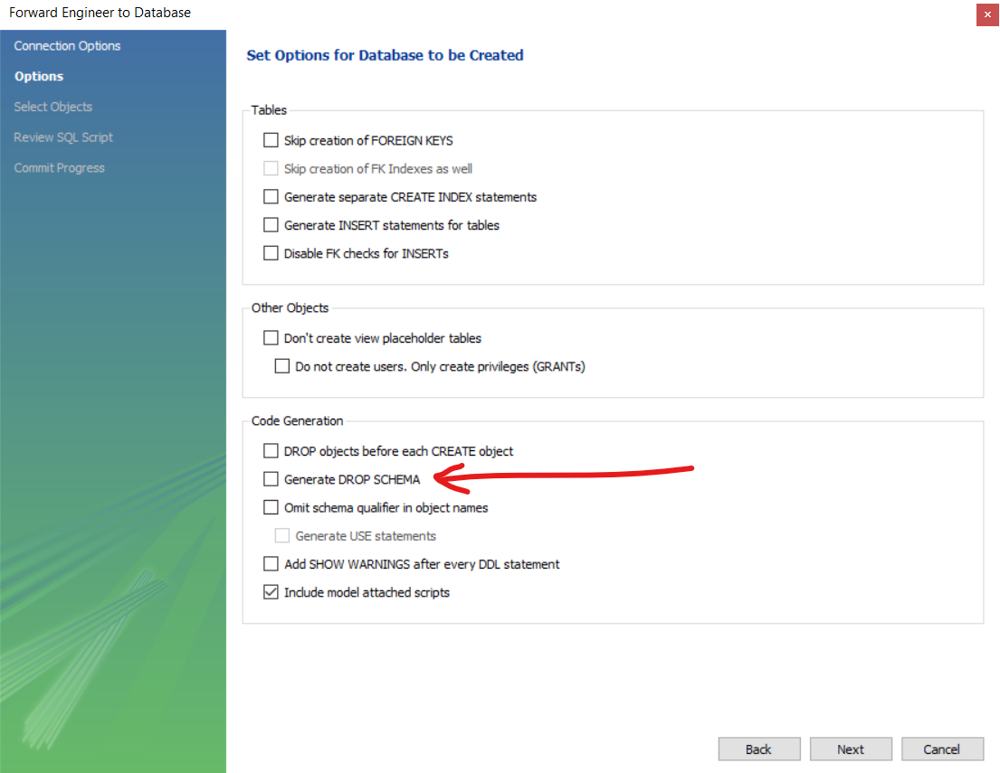 Forward Engineer to Database
Connection Options
Options
Select Objects
Review SQL Script
Commit Progress
Set Options for Database to be Created
Tables
Skip creation of FOREIGN KEYS
Skip creation of FK Indexes as well
Generate separate CREATE INDEX statements
Generate INSERT statements for tables
Disable FK checks for INSERTs
Other Objects
Don't create view placeholder tables
Do not create users. Only create privileges (GRANTs)
Code Generation
DROP objects before each CREATE object
Generate DROP SCHEMA
Omit schema qualifier in object names
Generate USE statements
Add SHOW WARNINGS after every DDL statement
Include model attached scripts
Back Next Cancel